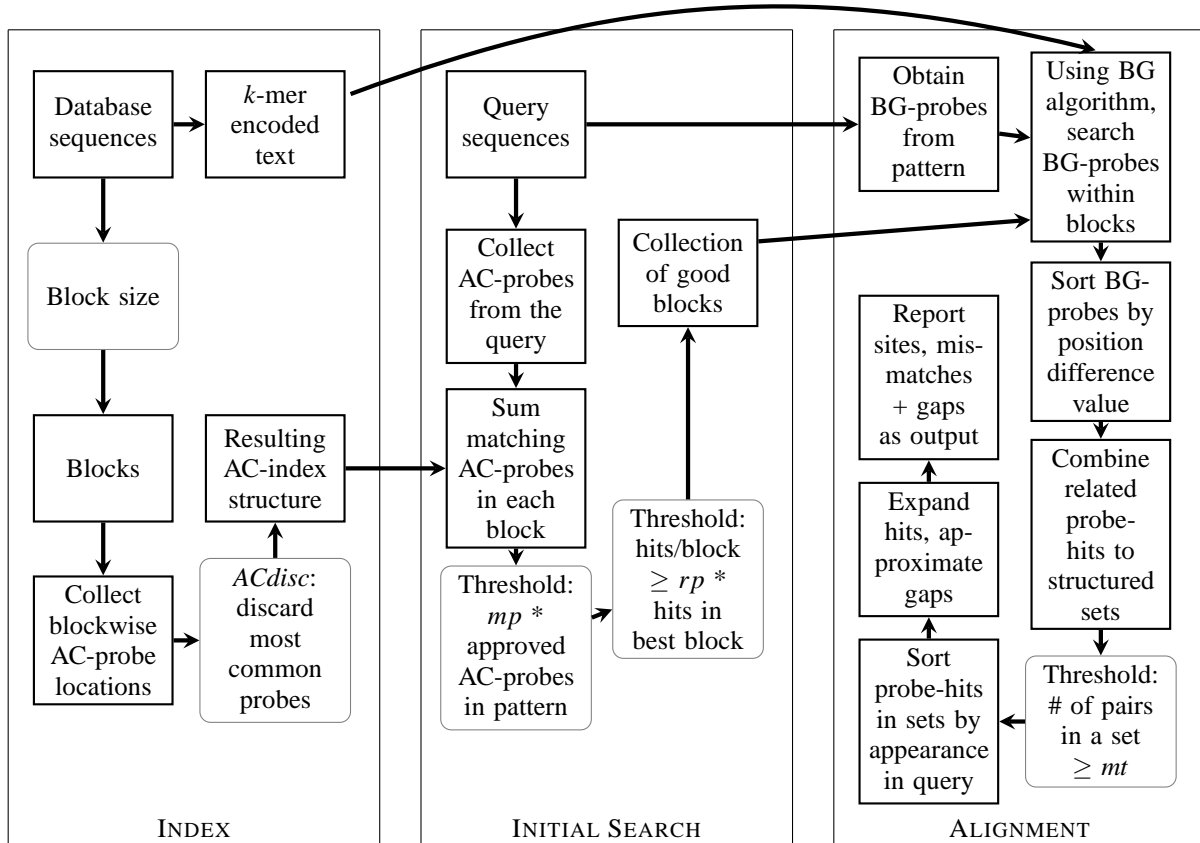 Database
sequences
k-mer
encoded
text
Block size
Blocks
Collect
blockwise
AC-probe
locations
ACdisc:
discard
most
common
probes
Resulting
AC-index
structure
INDEX
Query
sequences
Collect
AC-probes
from the
query
Sum
matching
AC-probes
in each
block
Threshold:
mp *
approved
AC-probes
in pattern
Threshold:
hits/block
≥ rp *
hits in
best block
Collection
of good
blocks
INITIAL SEARCH
Obtain
BG-probes
from
pattern
Using BG
algorithm,
search
BG-probes
within
blocks
Sort BG-
probes by
position
difference
value
Combine
related
probe-
hits to
structured
sets
Threshold:
# of pairs
in a set
≥ mt
Sort
probe-hits
in sets by
appearance
in query
Expand
hits, ap-
proximate
gaps
Report
sites, mis-
matches
+ gaps
as output
ALIGNMENT